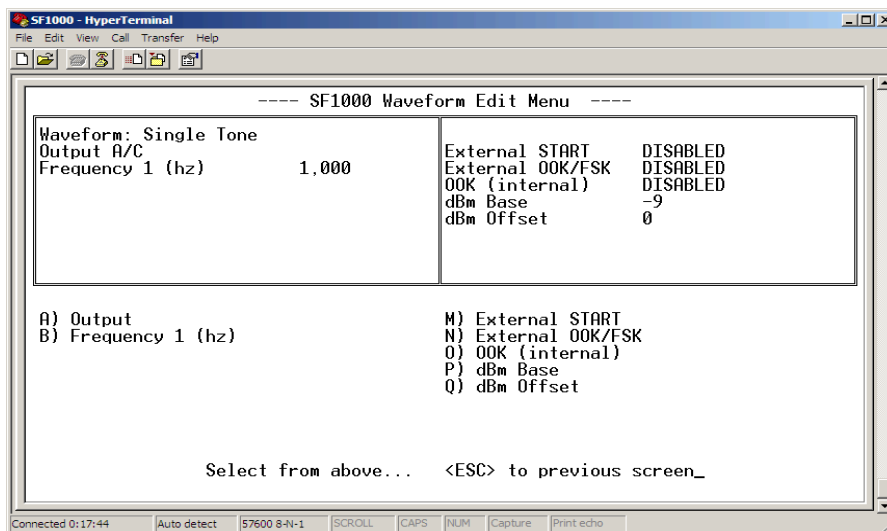 SF1000 - HyperTerminal
File Edit View Call Transfer Help
---- SF1000 Waveform Edit Menu ----
Waveform: Single Tone
Output A/C
Frequency 1 (hz) 1,000
External START DISABLED
External OOK/FSK DISABLED
OOK (internal) DISABLED
dBm Base -9
dBm Offset 0
A) Output
B) Frequency 1 (hz)
M) External START
N) External OOK/FSK
O) OOK (internal)
P) dBm Base
Q) dBm Offset
Select from above... <ESC> to previous screen_
Connected 0:17:44 Auto detect 57600 8-N-1 SCROLL CAPS NUM Capture Print echo